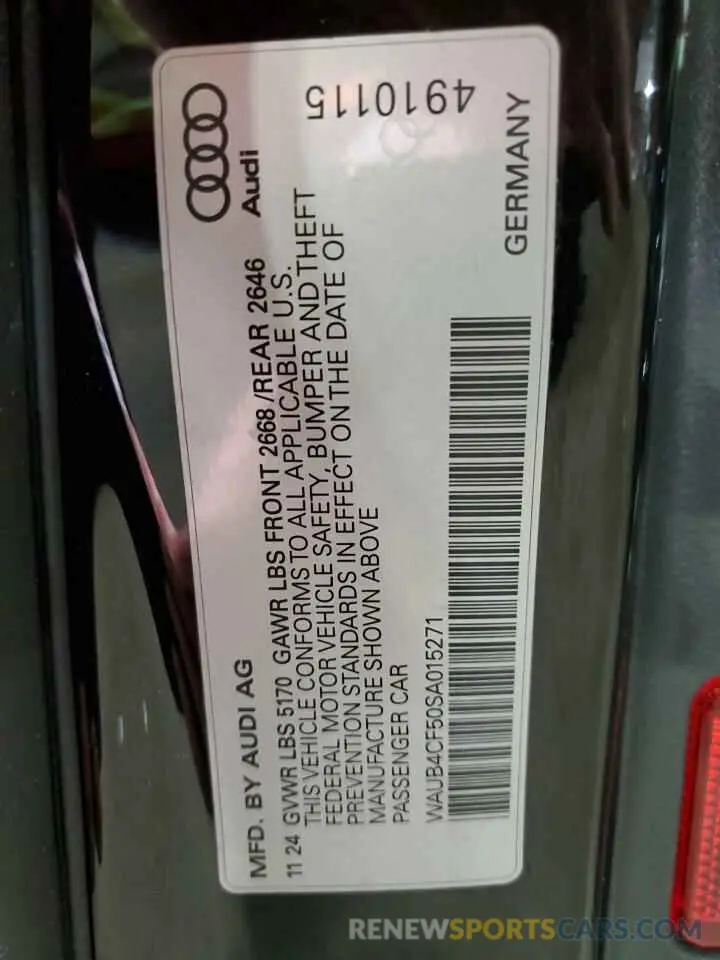 MFD. BY AUDI AG
Audi
11 24 GVWR LBS 5170 GAWR LBS FRONT 2668 /REAR 2646
THIS VEHICLE CONFORMS TO ALL APPLICABLE U.S.
FEDERAL MOTOR VEHICLE SAFETY, BUMPER AND THEFT
PREVENTION STANDARDS IN EFFECT ON THE DATE OF
MANUFACTURE SHOWN ABOVE
PASSENGER CAR
WAUB4CF50SA015271
GERMANY
4910115
RENEWSPORTSCARS.COM